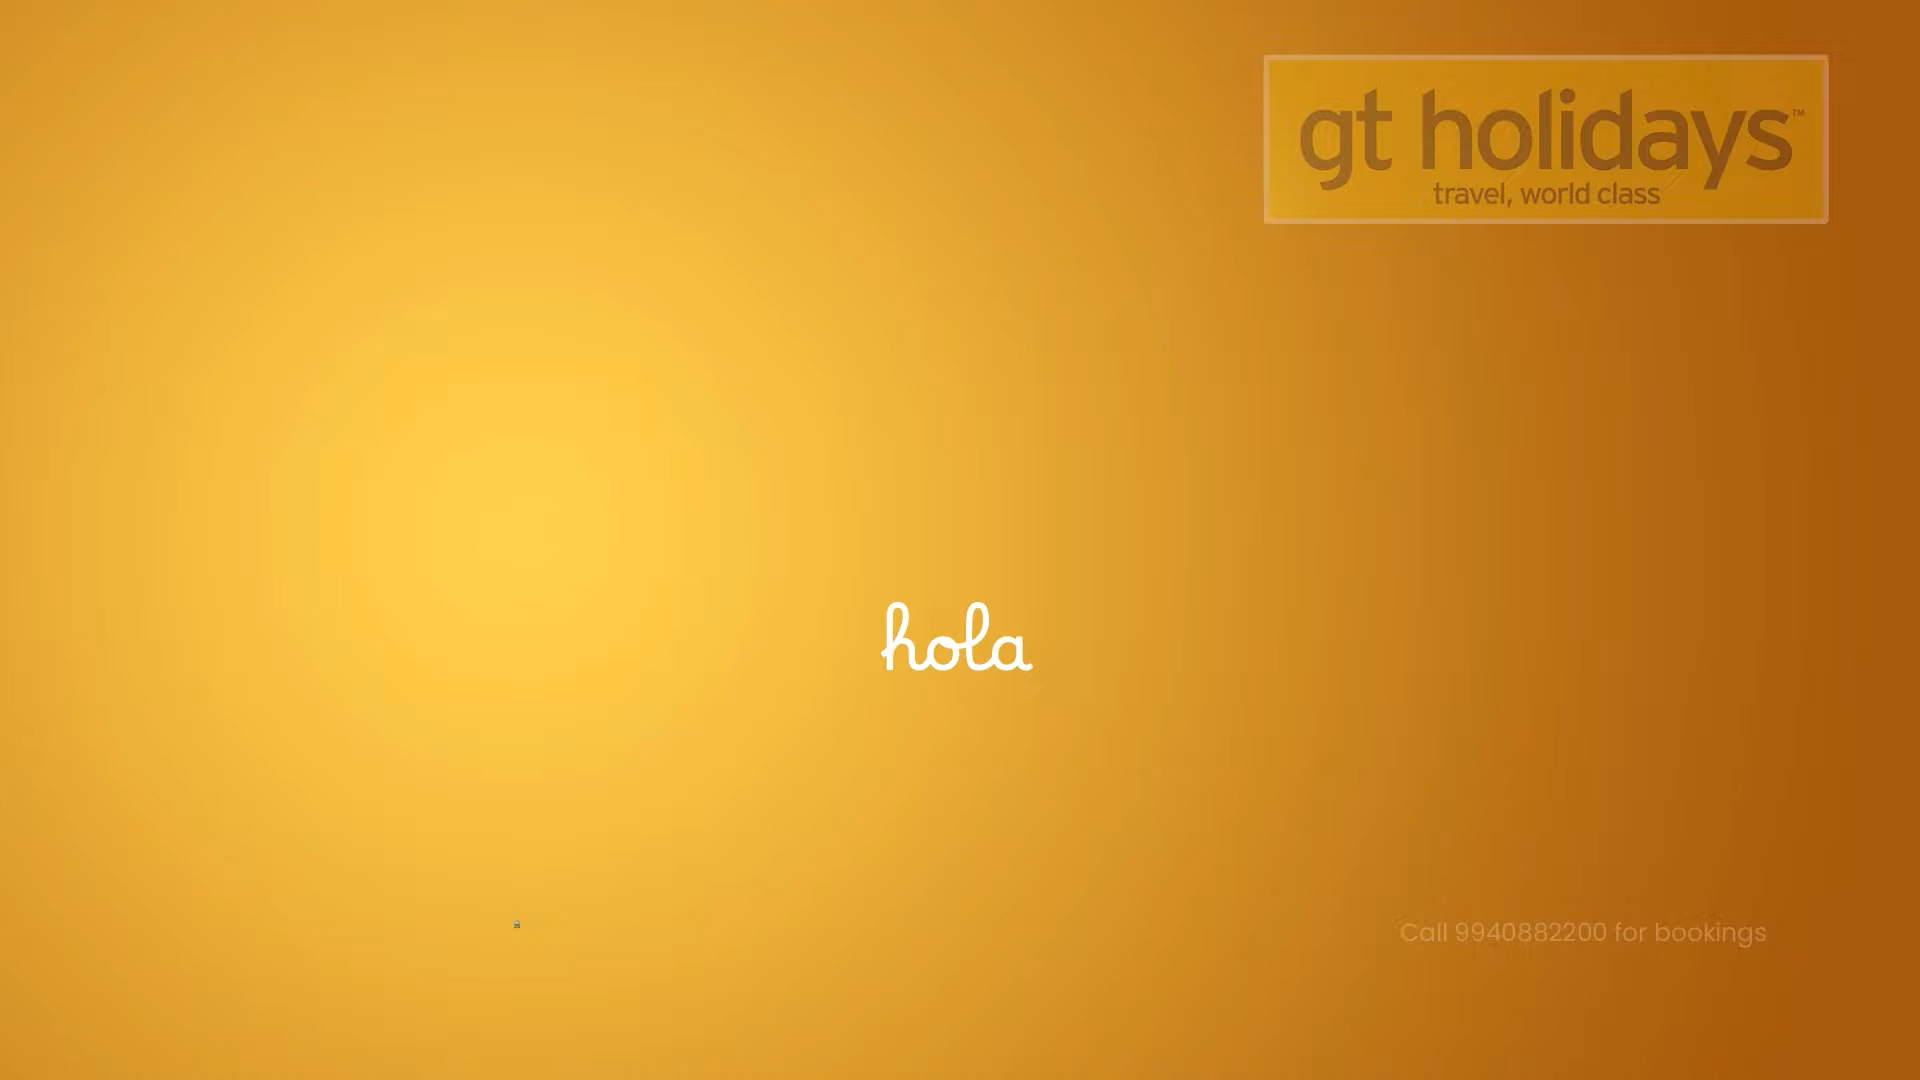 gt holidays™
travel, world class
hola
Call 9940882200 for bookings